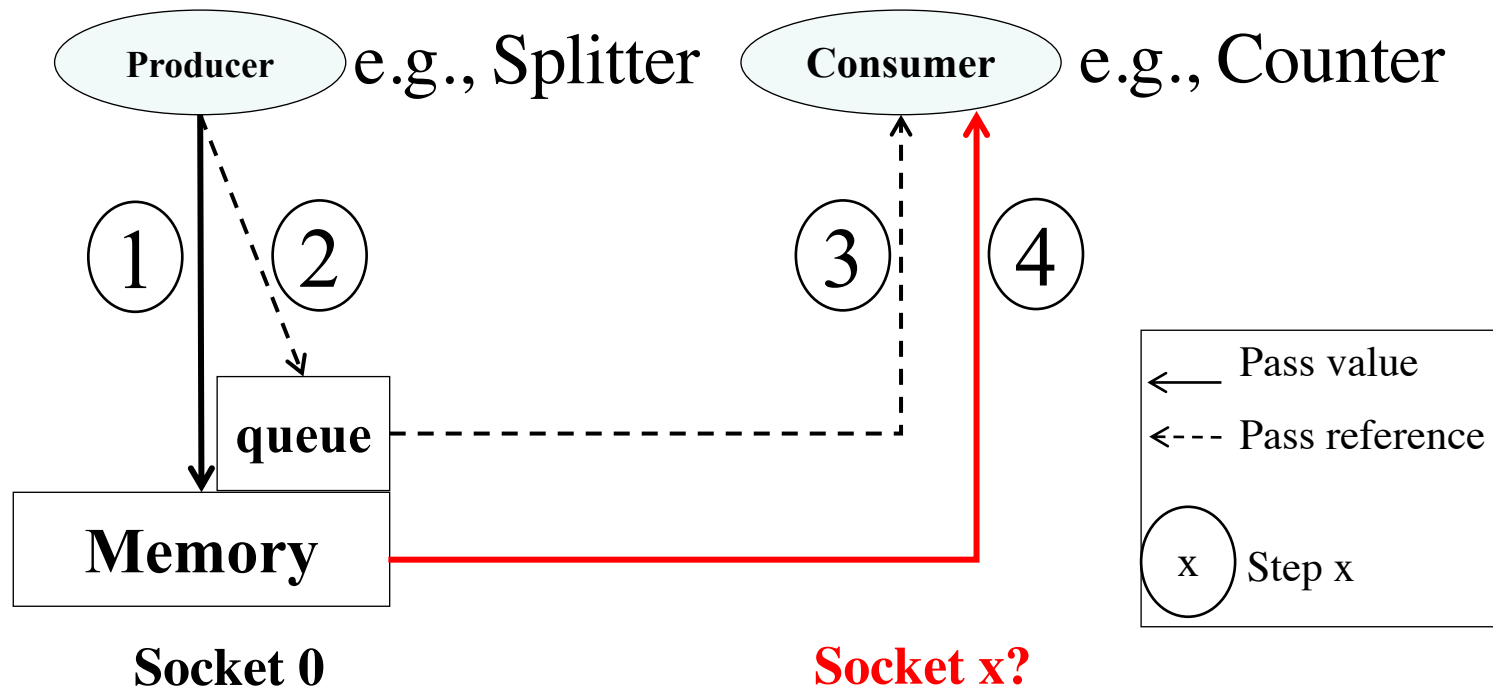 Producer
e.g., Splitter
Consumer
e.g., Counter
1
2
3
4
Pass value
Pass reference
queue
Memory
x
Step x
Socket 0
Socket x?